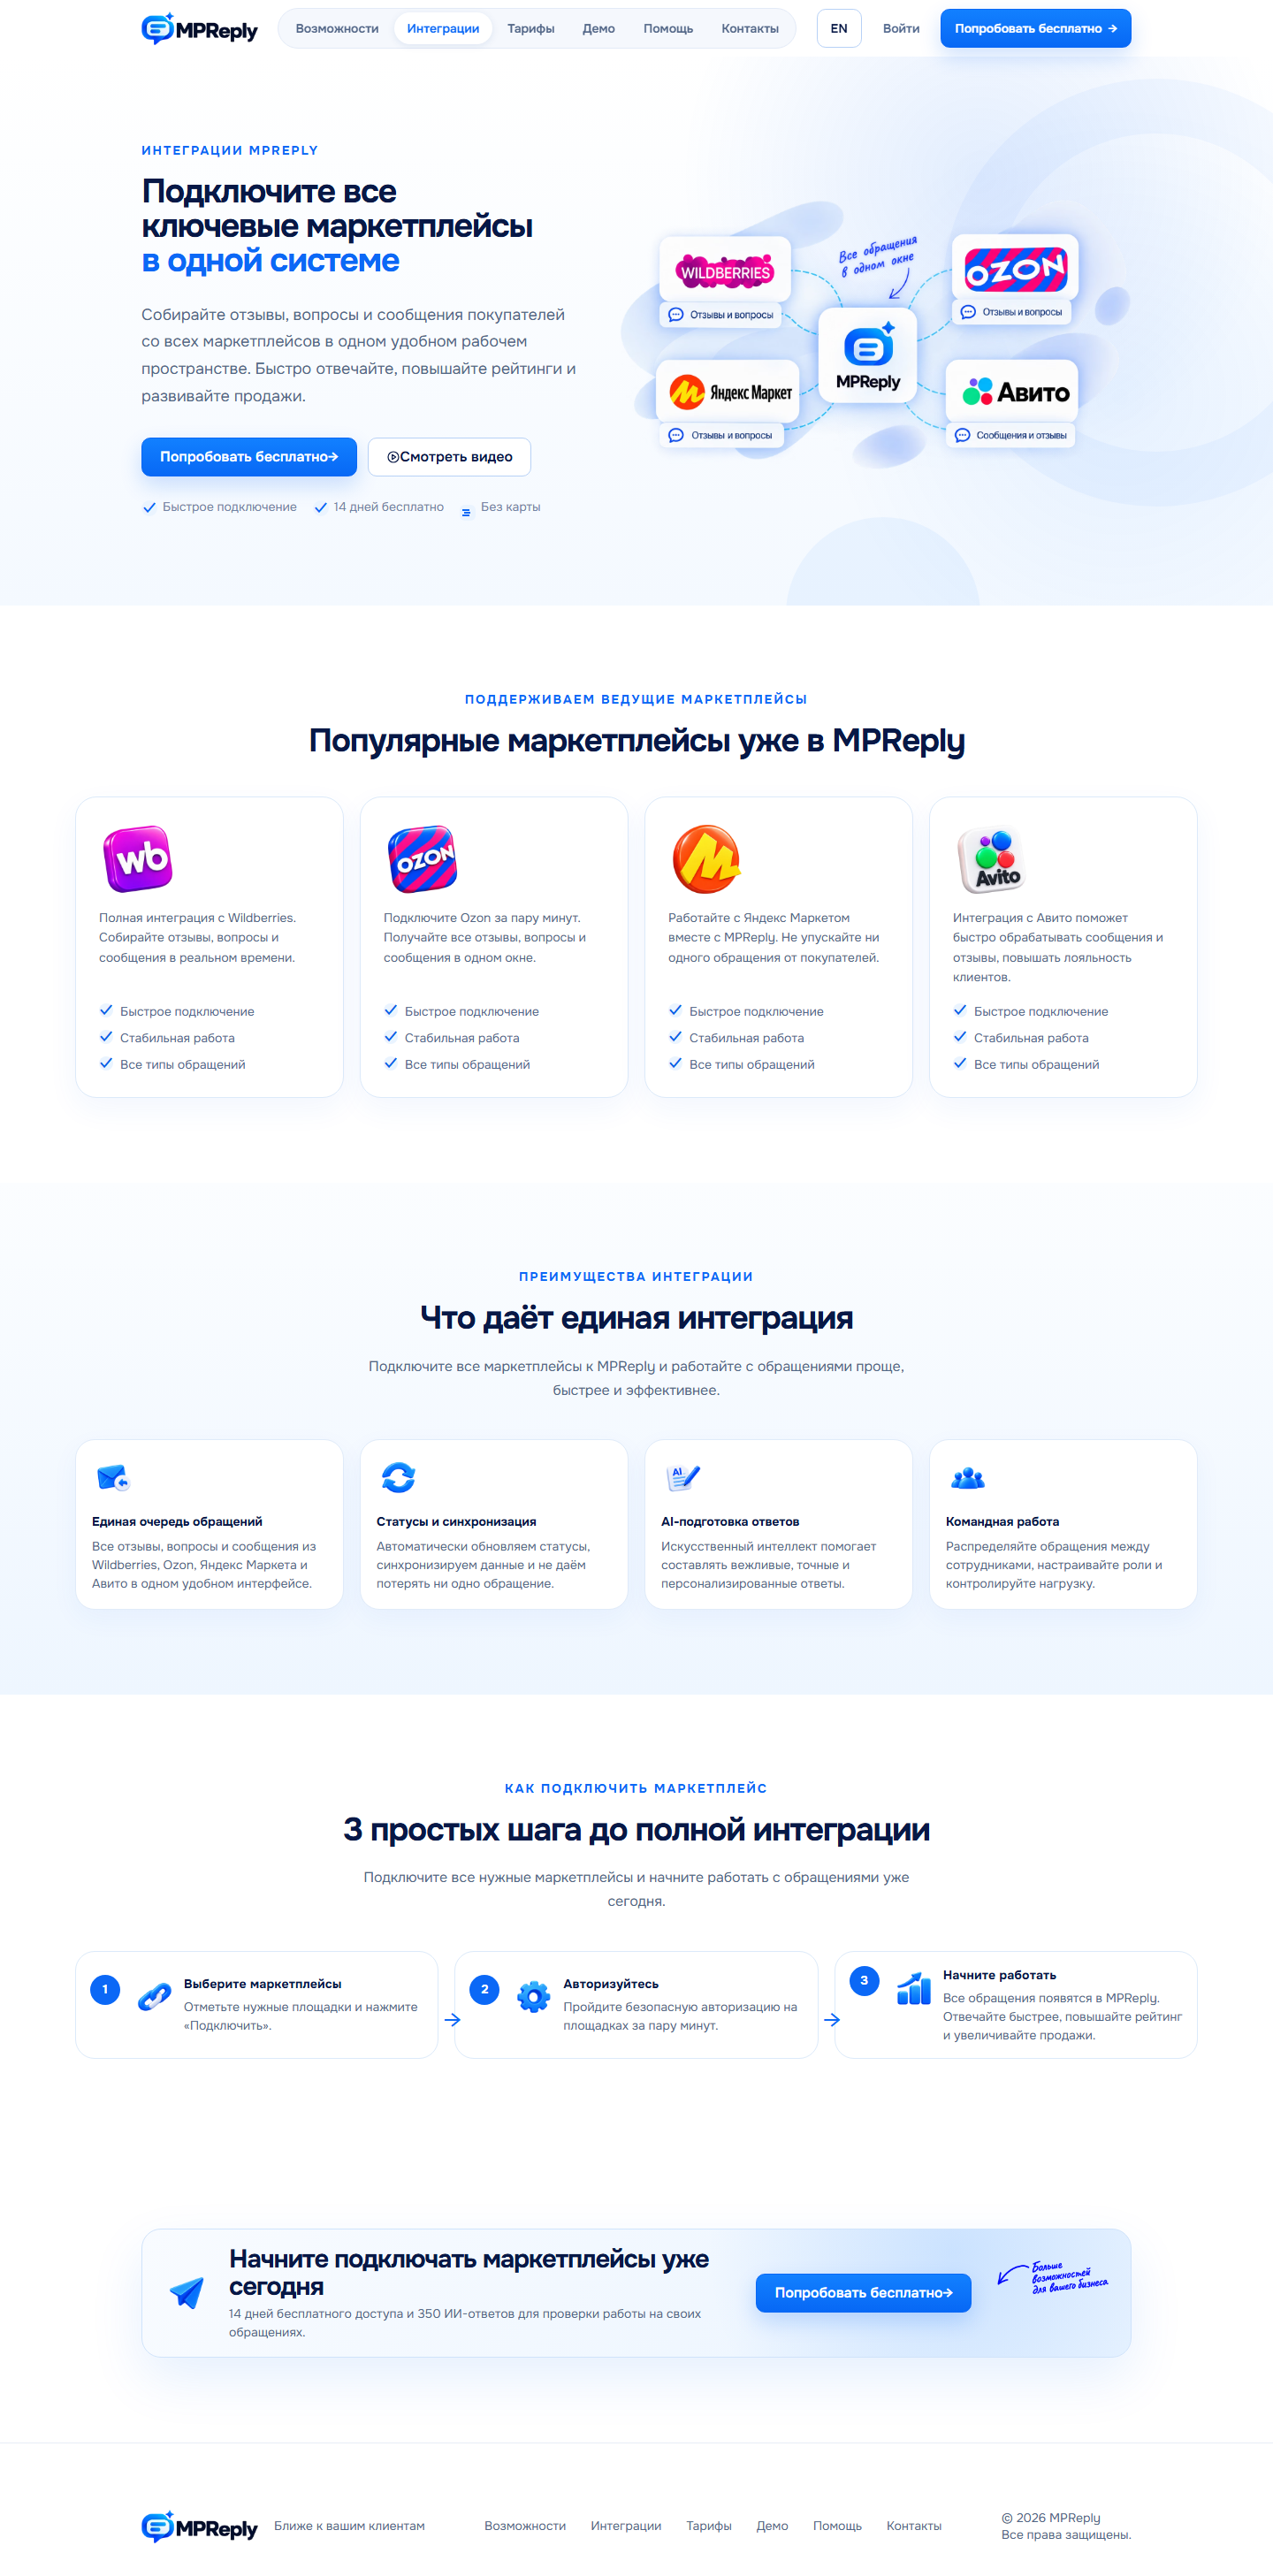 MPReply
Возможности
Интеграции
Тарифы
Демо
Помощь
Контакты
EN
Войти
Попробовать бесплатно →
ИНТЕГРАЦИИ MPREPLY
Подключите все
ключевые маркетплейсы
в одной системе
Собирайте отзывы, вопросы и сообщения покупателей
со всех маркетплейсов в одном удобном рабочем
пространстве. Быстро отвечайте, повышайте рейтинги и
развивайте продажи.
Попробовать бесплатно→
Смотреть видео
Быстрое подключение
14 дней бесплатно
Без карты
WILDBERRIES
Отзывы и вопросы
Все обращения
в одном окне
OZON
Отзывы и вопросы
MPReply
Яндекс Маркет
Отзывы и вопросы
Авито
Сообщения и отзывы
ПОДДЕРЖИВАЕМ ВЕДУЩИЕ МАРКЕТПЛЕЙСЫ
Популярные маркетплейсы уже в MPReply
wb
Полная интеграция с Wildberries.
Собирайте отзывы, вопросы и
сообщения в реальном времени.
Быстрое подключение
Стабильная работа
Все типы обращений
OZON
Подключите Ozon за пару минут.
Получайте все отзывы, вопросы и
сообщения в одном окне.
Быстрое подключение
Стабильная работа
Все типы обращений
Работайте с Яндекс Маркетом
вместе с MPReply. Не упускайте ни
одного обращения от покупателей.
Быстрое подключение
Стабильная работа
Все типы обращений
Avito
Интеграция с Авито поможет
быстро обрабатывать сообщения и
отзывы, повышать лояльность
клиентов.
Быстрое подключение
Стабильная работа
Все типы обращений
ПРЕИМУЩЕСТВА ИНТЕГРАЦИИ
Что даёт единая интеграция
Подключите все маркетплейсы к MPReply и работайте с обращениями проще,
быстрее и эффективнее.
Единая очередь обращений
Все отзывы, вопросы и сообщения из
Wildberries, Ozon, Яндекс Маркета и
Авито в одном удобном интерфейсе.
Статусы и синхронизация
Автоматически обновляем статусы,
синхронизируем данные и не даём
потерять ни одно обращение.
AI
AI-подготовка ответов
Искусственный интеллект помогает
составлять вежливые, точные и
персонализированные ответы.
Командная работа
Распределяйте обращения между
сотрудниками, настраивайте роли и
контролируйте нагрузку.
КАК ПОДКЛЮЧИТЬ МАРКЕТПЛЕЙС
3 простых шага до полной интеграции
Подключите все нужные маркетплейсы и начните работать с обращениями уже
сегодня.
1
Выберите маркетплейсы
Отметьте нужные площадки и нажмите
«Подключить».
2
Авторизуйтесь
Пройдите безопасную авторизацию на
площадках за пару минут.
3
Начните работать
Все обращения появятся в MPReply.
Отвечайте быстрее, повышайте рейтинг
и увеличивайте продажи.
Начните подключать маркетплейсы уже
сегодня
14 дней бесплатного доступа и 350 ИИ-ответов для проверки работы на своих
обращениях.
Попробовать бесплатно→
Больше
возможностей
для вашего бизнеса
MPReply
Ближе к вашим клиентам
Возможности
Интеграции
Тарифы
Демо
Помощь
Контакты
© 2026 MPReply
Все права защищены.